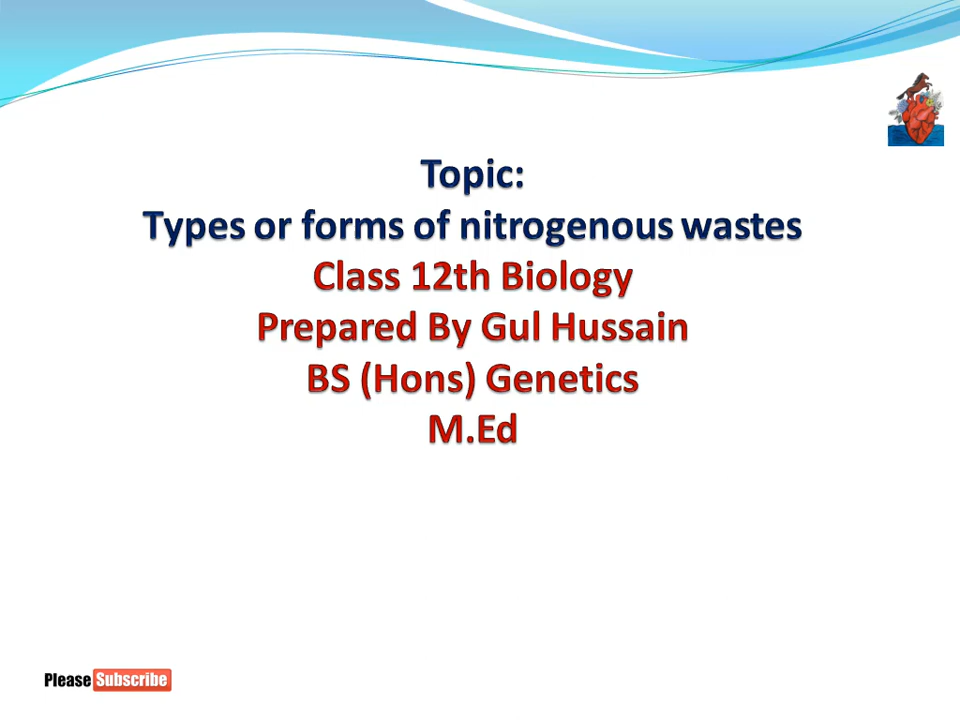 Topic:
Types or forms of nitrogenous wastes
Class 12th Biology
Prepared By Gul Hussain
BS (Hons) Genetics
M.Ed
Please Subscribe